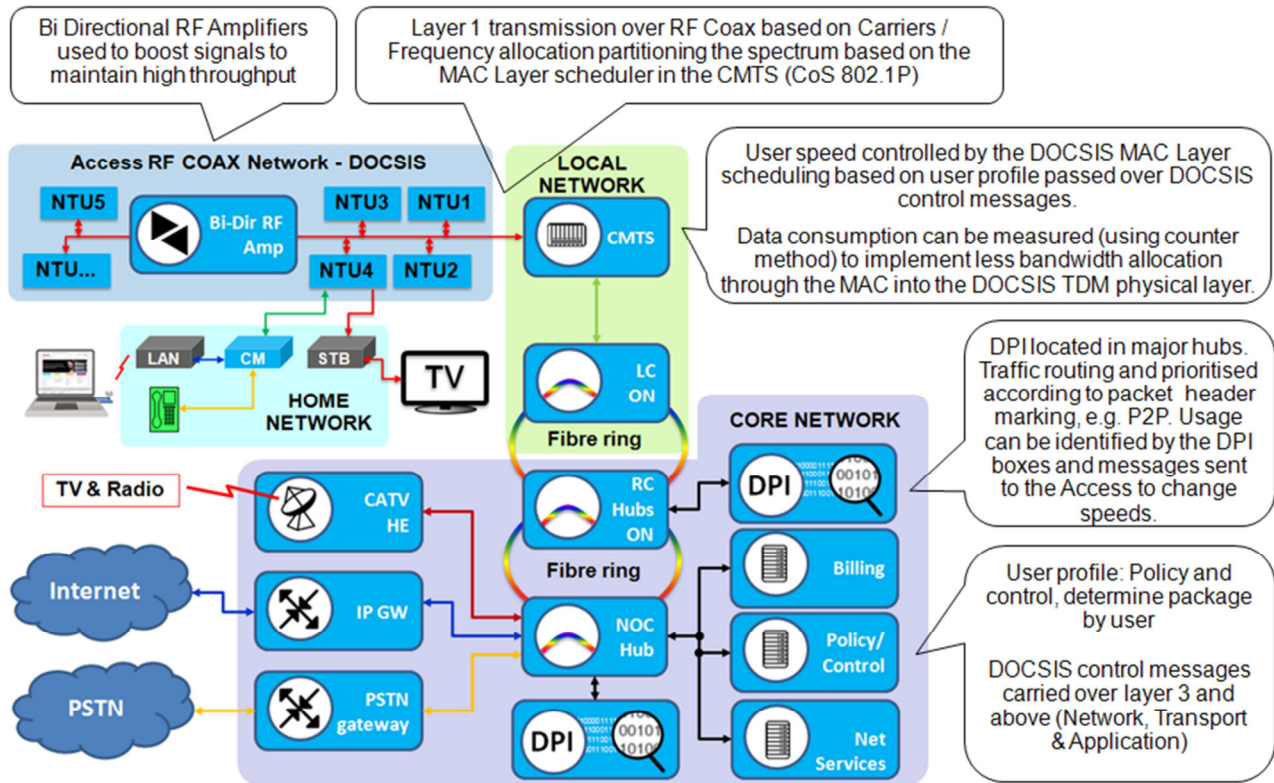 Bi Directional RF Amplifiers
used to boost signals to
maintain high throughput
Layer 1 transmission over RF Coax based on Carriers /
Frequency allocation partitioning the spectrum based on the
MAC Layer scheduler in the CMTS (CoS 802.1P)
Access RF COAX Network - DOCSIS
NTU5
Bi-Dir RF
Amp
NTU3
NTU1
NTU...
NTU4
NTU2
LOCAL
NETWORK
CMTS
User speed controlled by the DOCSIS MAC Layer
scheduling based on user profile passed over DOCSIS
control messages.
Data consumption can be measured (using counter
method) to implement less bandwidth allocation
through the MAC into the DOCSIS TDM physical layer.
LAN
CM
STB
TV
HOME
NETWORK
LC
ON
Fibre ring
DPI located in major hubs.
Traffic routing and prioritised
according to packet header
marking, e.g. P2P. Usage
can be identified by the DPI
boxes and messages sent
to the Access to change
speeds.
CORE NETWORK
TV & Radio
CATV
HE
RC
Hubs
ON
DPI
00101
10100
Fibre ring
Internet
IP GW
NOC
Hub
Billing
Policy/
Control
Net
Services
User profile: Policy and
control, determine package
by user
DOCSIS control messages
carried over layer 3 and
above (Network, Transport
& Application)
PSTN
PSTN
gateway
DPI
00101
10100